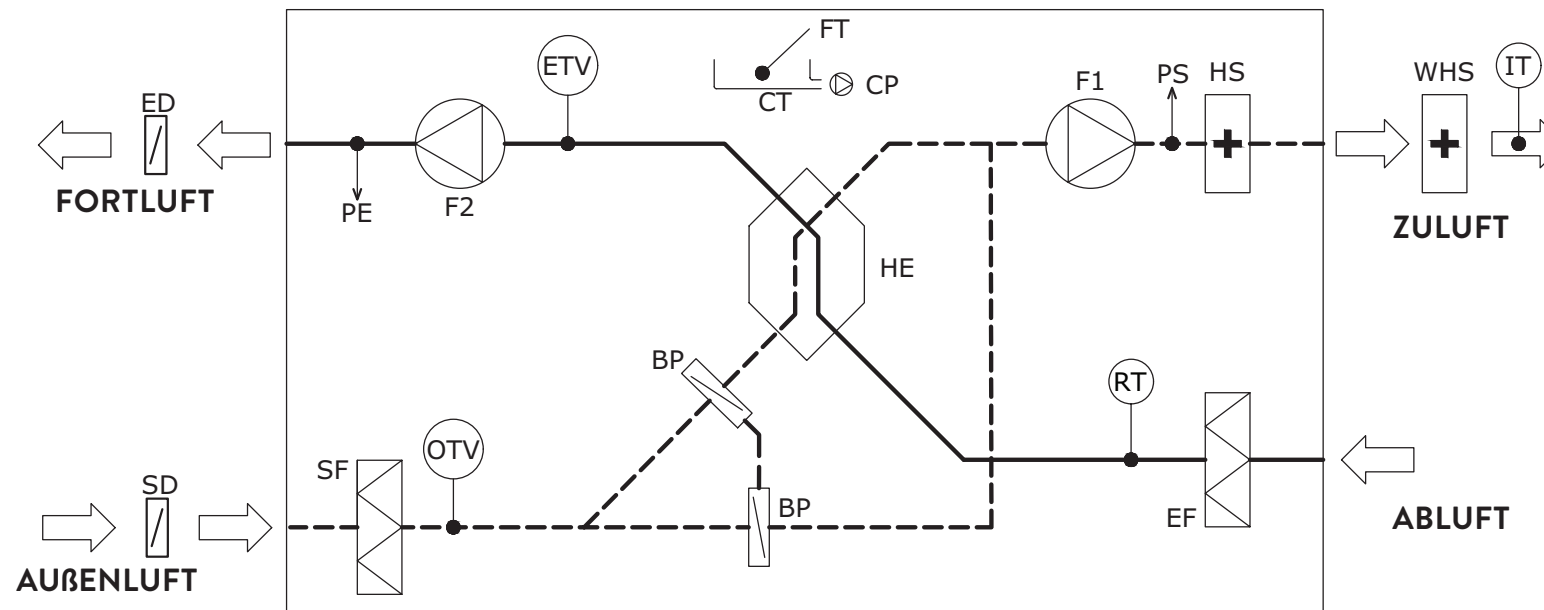 FT
ETV
IT
PS
HS
WHS
F1
ED
CT
CP
FORTLUFT
PE
F2
ZULUFT
HE
BP
RT
OTV
SF
SD
BP
EF
ABLUFT
AUßENLUFT